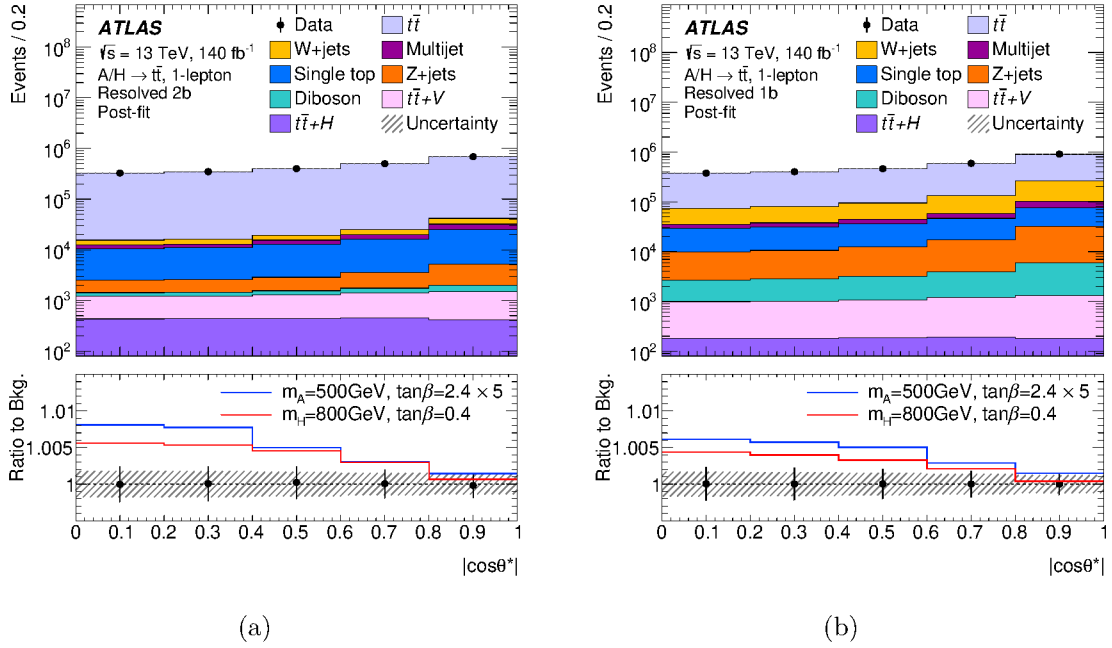 Events / 0.2
10⁸
10⁷
10⁶
10⁵
10⁴
10³
10²
ATLAS
√s = 13 TeV, 140 fb⁻¹
A/H → tt̄, 1-lepton
Resolved 2b
Post-fit
Data
tt̄
W+jets
Multijet
Single top
Z+jets
Diboson
tt̄+V
tt̄+H
Uncertainty
Ratio to Bkg.
1.01
1.005
1
m_A=500GeV, tanβ=2.4 × 5
m_H=800GeV, tanβ=0.4
0 0.1 0.2 0.3 0.4 0.5 0.6 0.7 0.8 0.9 1
|cosθ*|
(a)
Events / 0.2
10⁸
10⁷
10⁶
10⁵
10⁴
10³
10²
ATLAS
√s = 13 TeV, 140 fb⁻¹
A/H → tt̄, 1-lepton
Resolved 1b
Post-fit
Data
tt̄
W+jets
Multijet
Single top
Z+jets
Diboson
tt̄+V
tt̄+H
Uncertainty
Ratio to Bkg.
1.01
1.005
1
m_A=500GeV, tanβ=2.4 × 5
m_H=800GeV, tanβ=0.4
0 0.1 0.2 0.3 0.4 0.5 0.6 0.7 0.8 0.9 1
|cosθ*|
(b)